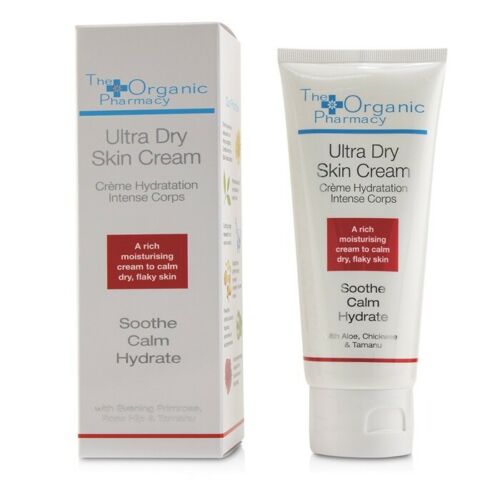 The Organic
Pharmacy
Ultra Dry
Skin Cream
Crème Hydratation
Intense Corps
A rich
moisturising
cream to calm
dry, flaky skin
Soothe
Calm
Hydrate
with Evening Primrose,
Rose Hip & Tamanu
The Organic
Pharmacy
Ultra Dry
Skin Cream
Crème Hydratation
Intense Corps
A rich
moisturising
cream to calm
dry, flaky skin
Soothe
Calm
Hydrate
with Aloe, Chickwee
& Tamanu